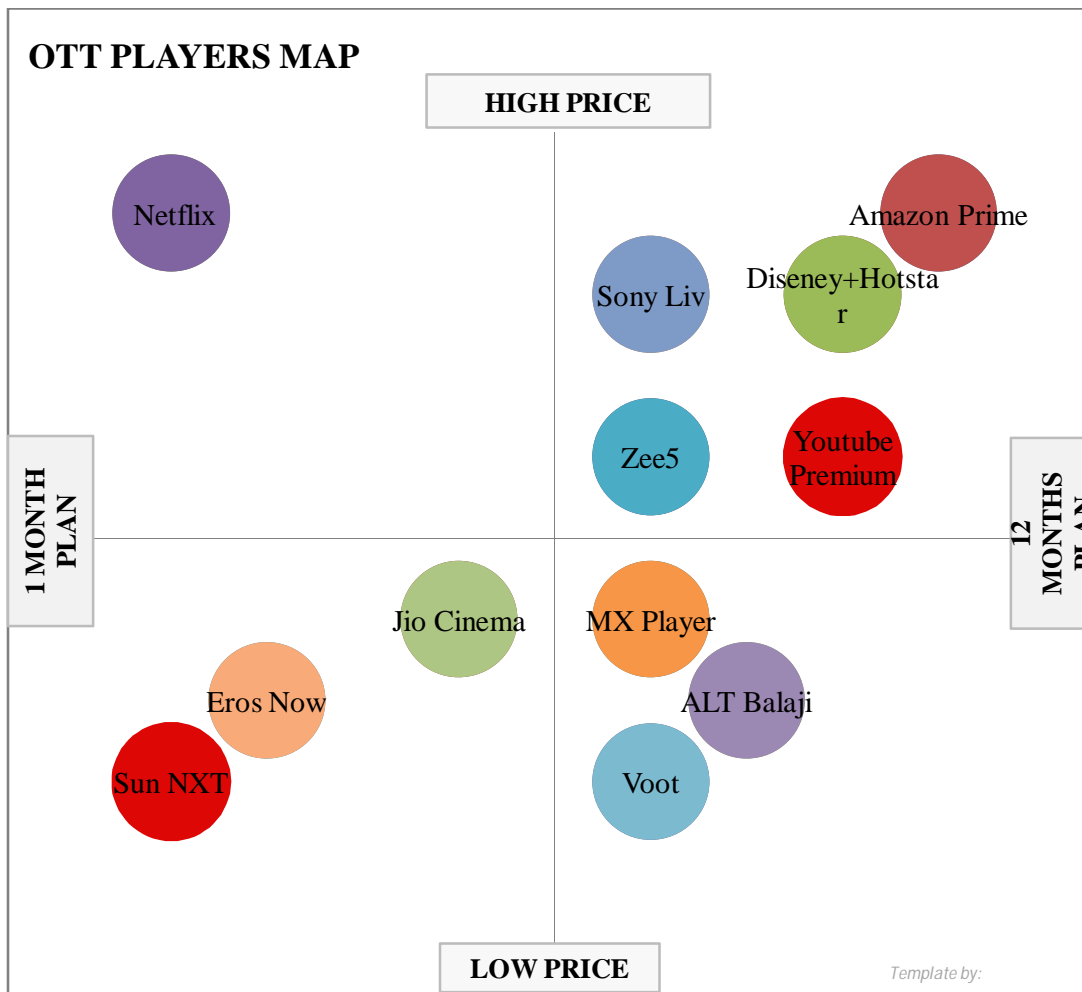 OTT PLAYERS MAP
HIGH PRICE
Netflix
Amazon Prime
Sony Liv
Diseney+Hotsta
r
Zee5
Youtube
Premium
1 MONTH
PLAN
12
MONTHS
PLAN
Jio Cinema
MX Player
Eros Now
ALT Balaji
Sun NXT
Voot
LOW PRICE
Template by: